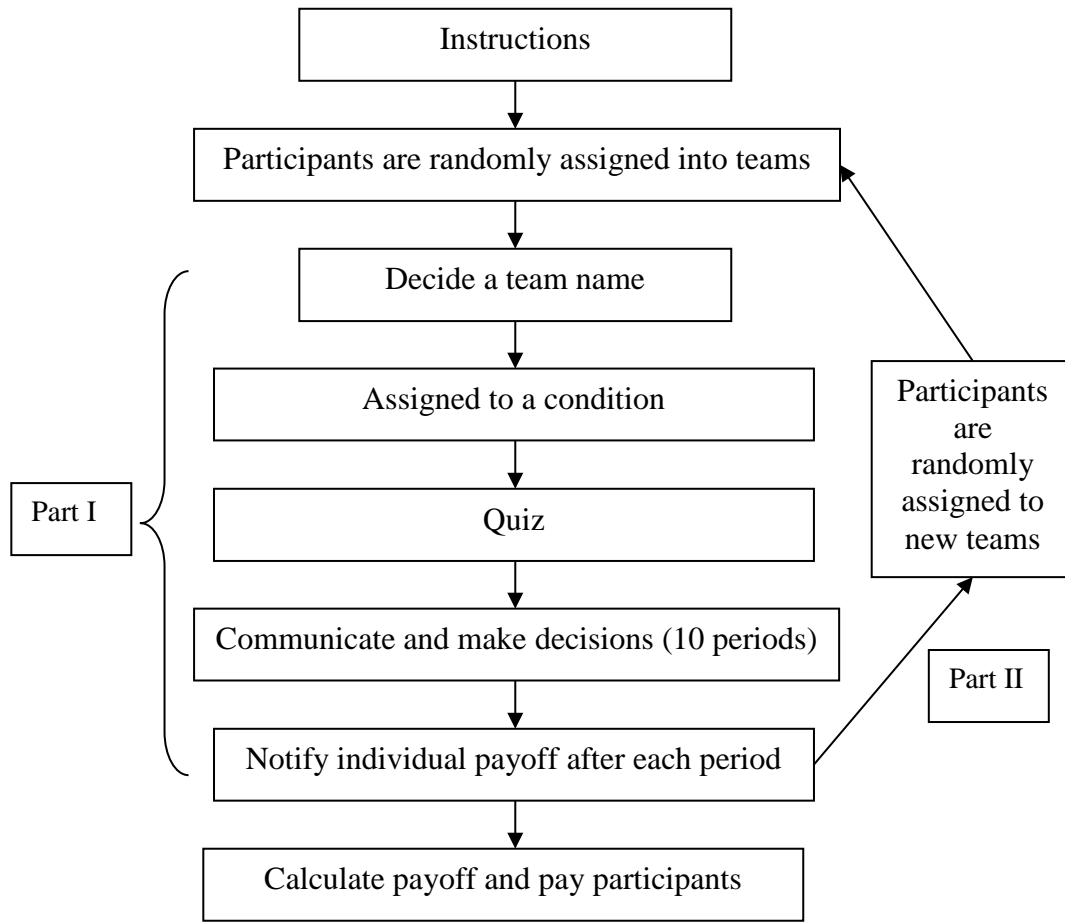 Instructions
Participants are randomly assigned into teams
Decide a team name
Assigned to a condition
Quiz
Communicate and make decisions (10 periods)
Notify individual payoff after each period
Calculate payoff and pay participants
Part I
Participants
are
randomly
assigned to
new teams
Part II